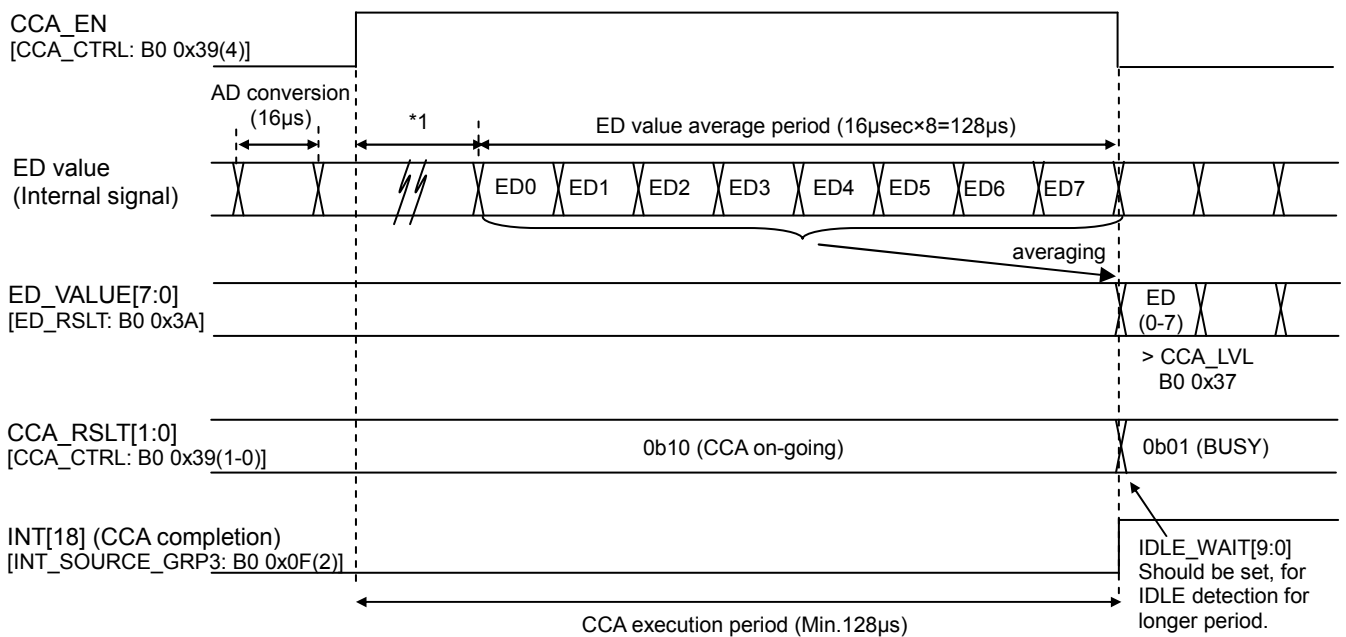 CCA_EN
[CCA_CTRL: B0 0x39(4)]
AD conversion
(16μs)
*1
ED value average period (16μsec×8=128μs)
ED value
(Internal signal)
ED0
ED1
ED2
ED3
ED4
ED5
ED6
ED7
averaging
ED_VALUE[7:0]
[ED_RSLT: B0 0x3A]
ED
(0-7)
> CCA_LVL
B0 0x37
CCA_RSLT[1:0]
[CCA_CTRL: B0 0x39(1-0)]
0b10 (CCA on-going)
0b01 (BUSY)
INT[18] (CCA completion)
[INT_SOURCE_GRP3: B0 0x0F(2)]
IDLE_WAIT[9:0]
Should be set, for
IDLE detection for
longer period.
CCA execution period (Min.128μs)